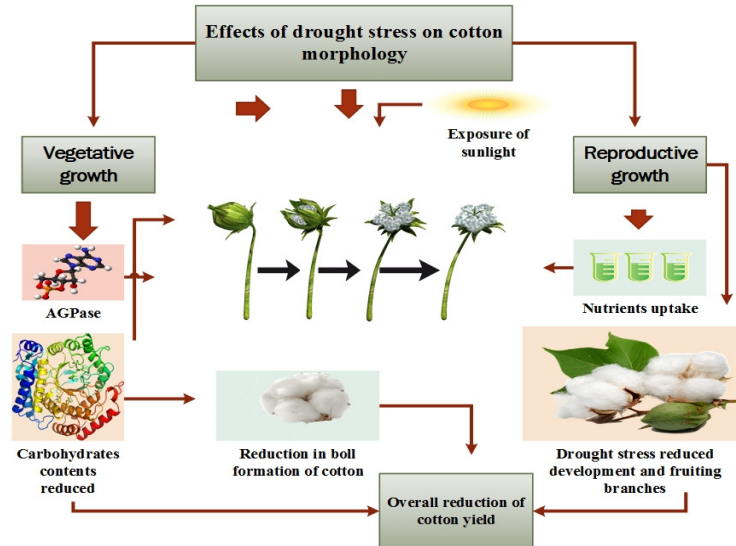 Effects of drought stress on cotton
morphology
Exposure of
sunlight
Vegetative
growth
Reproductive
growth
AGPase
Nutrients uptake
Carbohydrates
contents
reduced
Reduction in
boll
formation of cotton
Drought stress reduced
development and fruiting
branches
Overall reduction of
cotton yield